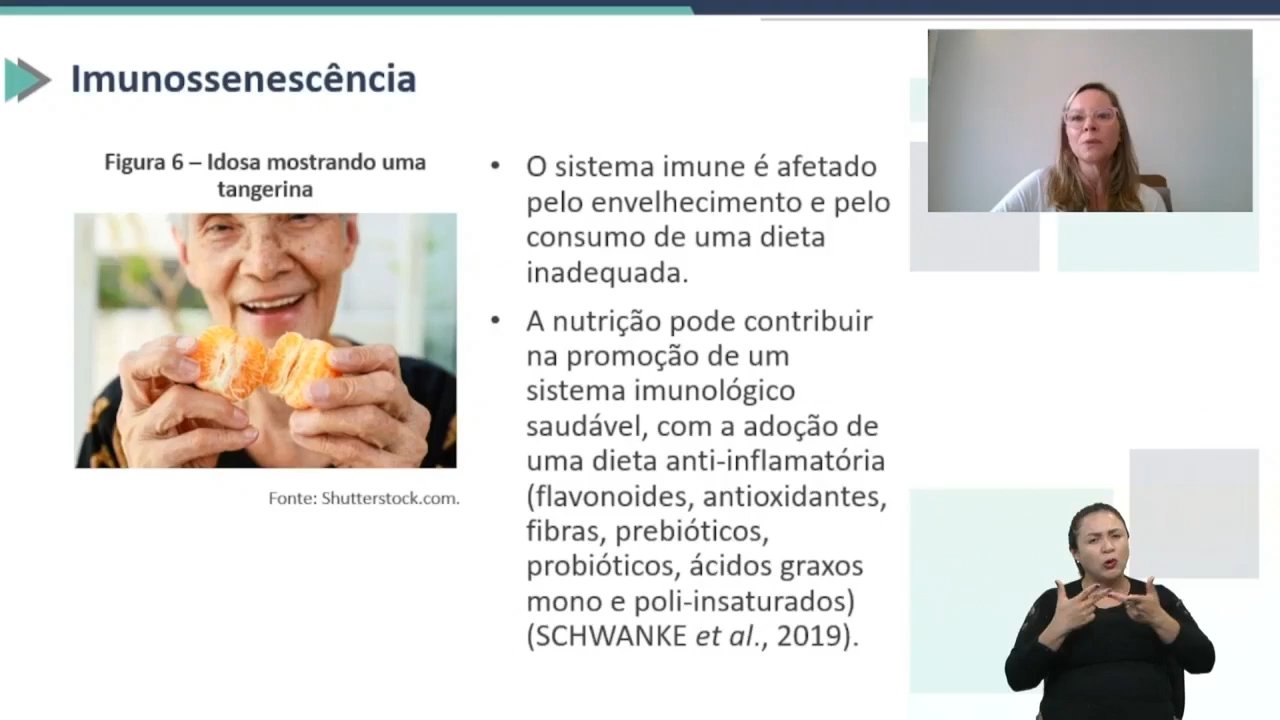 Imunossenescência
Figura 6 – Idosa mostrando uma
tangerina
Fonte: Shutterstock.com.
• O sistema imune é afetado
pelo envelhecimento e pelo
consumo de uma dieta
inadequada.
• A nutrição pode contribuir
na promoção de um
sistema imunológico
saudável, com a adoção de
uma dieta anti-inflamatória
(flavonoides, antioxidantes,
fibras, prebióticos,
probióticos, ácidos graxos
mono e poli-insaturados)
(SCHWANKE et al., 2019).